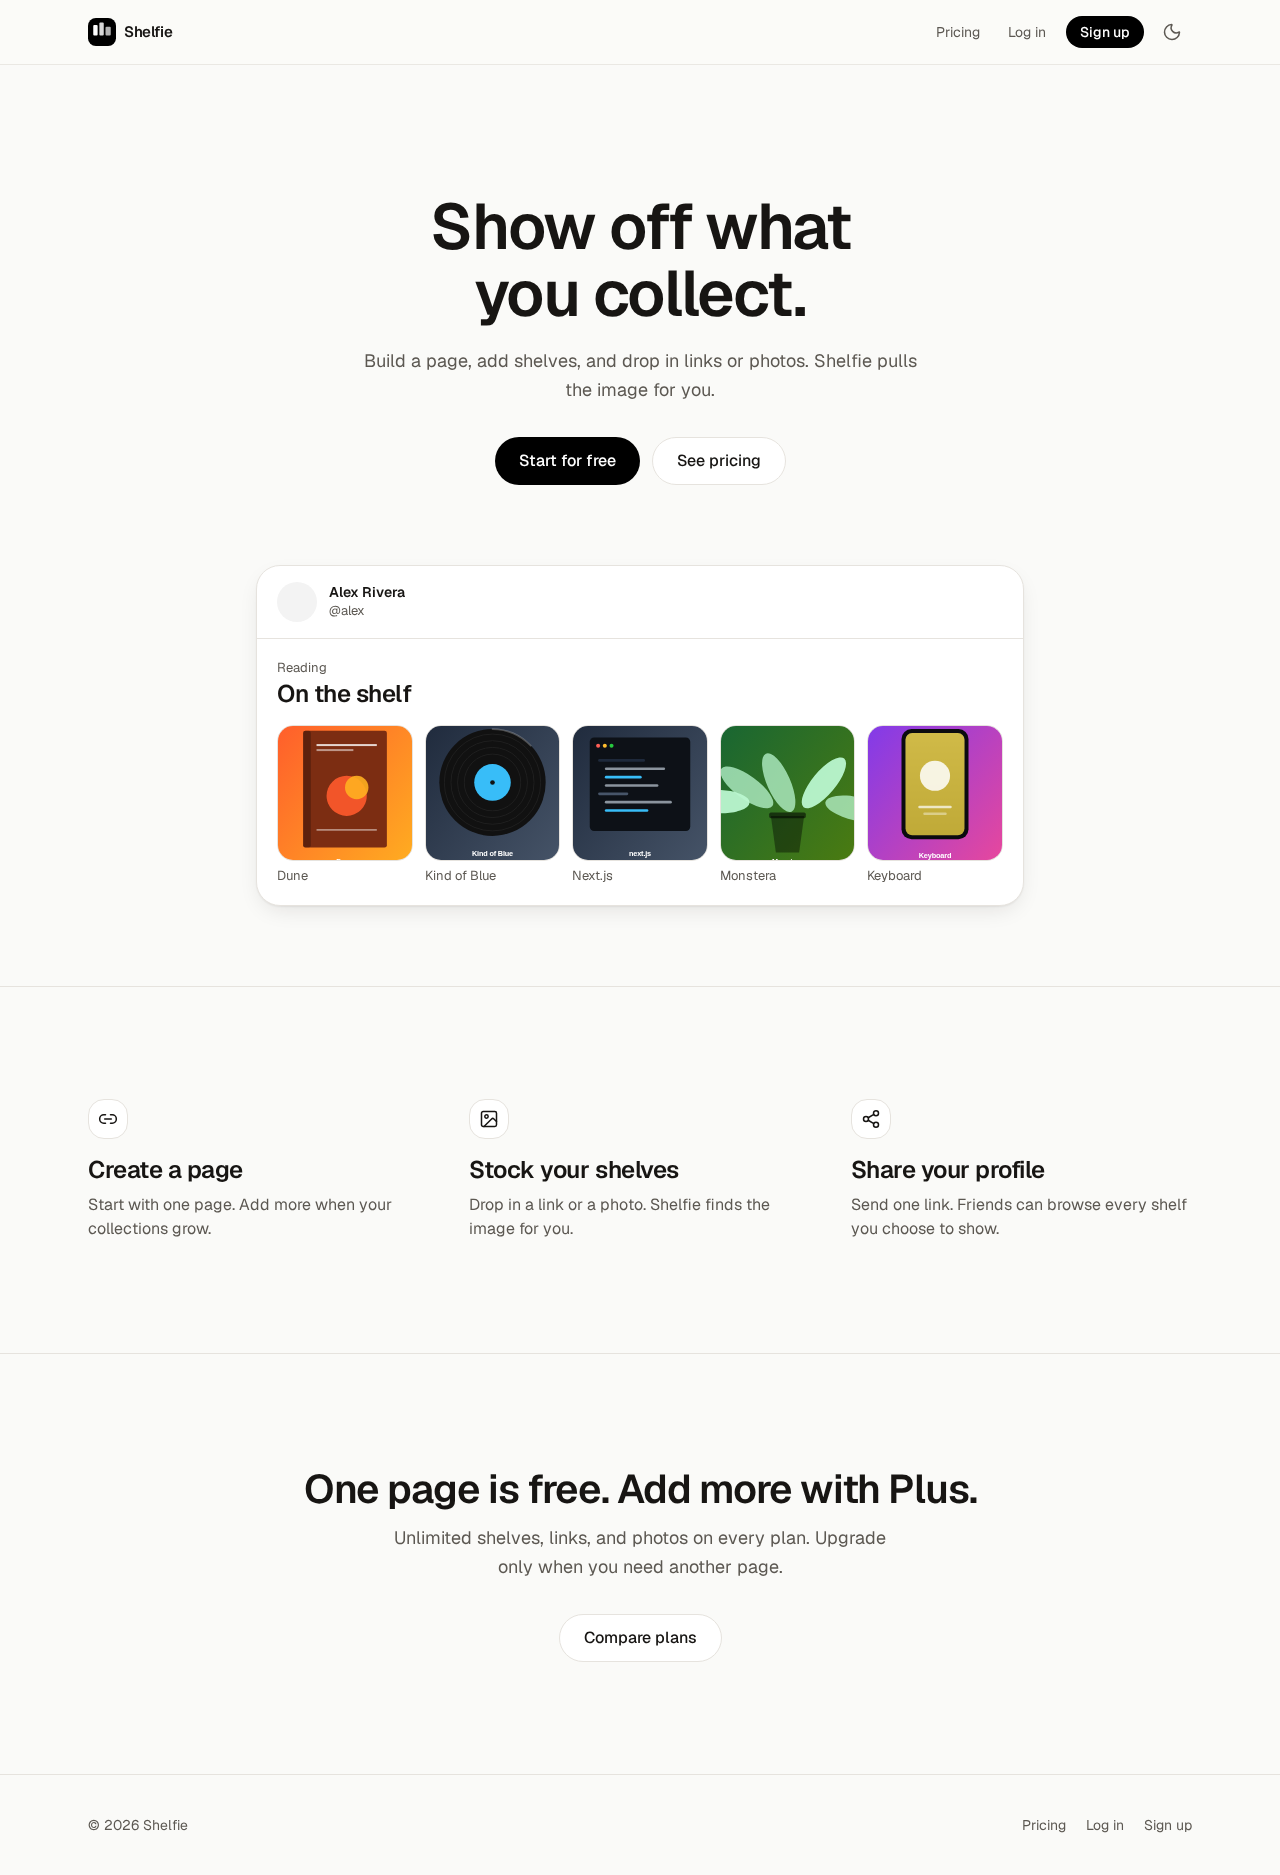 Shelfie
Pricing
Log in
Sign up
Show off what
you collect.
Build a page, add shelves, and drop in links or photos. Shelfie pulls
the image for you.
Start for free
See pricing
Alex Rivera
@alex
Reading
On the shelf
Kind of Blue
next.js
Keyboard
Dune
Kind of Blue
Next.js
Monstera
Keyboard
Create a page
Start with one page. Add more when your
collections grow.
Stock your shelves
Drop in a link or a photo. Shelfie finds the
image for you.
Share your profile
Send one link. Friends can browse every shelf
you choose to show.
One page is free. Add more with Plus.
Unlimited shelves, links, and photos on every plan. Upgrade
only when you need another page.
Compare plans
© 2026 Shelfie
Pricing
Log in
Sign up